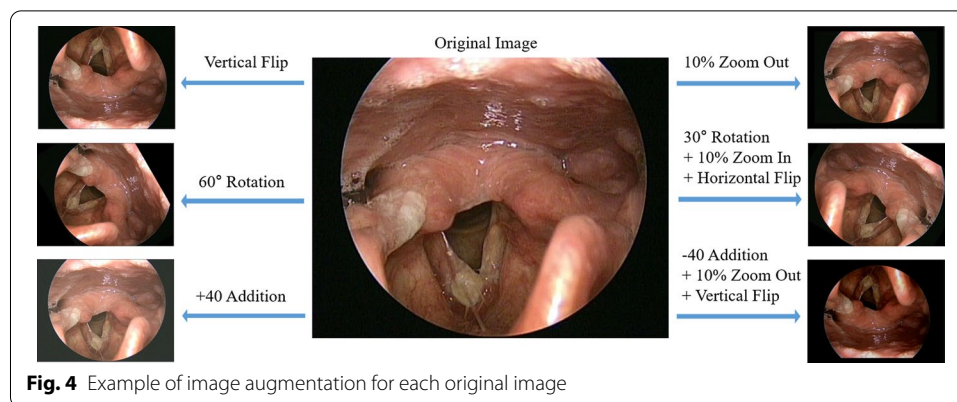 Original Image
Vertical Flip
10% Zoom Out
60° Rotation
30° Rotation
+ 10% Zoom In
+ Horizontal Flip
+40 Addition
-40 Addition
+ 10% Zoom Out
+ Vertical Flip
Fig. 4 Example of image augmentation for each original image